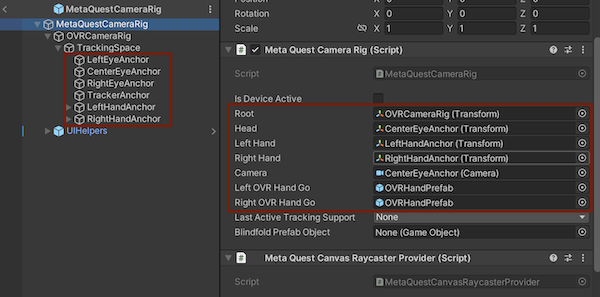 MetaQuestCameraRig
MetaQuestCameraRig
OVRCameraRig
TrackingSpace
LeftEyeAnchor
CenterEyeAnchor
RightEyeAnchor
TrackerAnchor
LeftHandAnchor
RightHandAnchor
UIHelpers
Position X 0 Y 0 Z 0
Rotation X 0 Y 0 Z 0
Scale X 1 Y 1 Z 1
Meta Quest Camera Rig (Script)
Script MetaQuestCameraRig
Is Device Active
Root OVRCameraRig (Transform)
Head CenterEyeAnchor (Transform)
Left Hand LeftHandAnchor (Transform)
Right Hand RightHandAnchor (Transform)
Camera CenterEyeAnchor (Camera)
Left OVR Hand Go OVRHandPrefab
Right OVR Hand Go OVRHandPrefab
Last Active Tracking Support None
Blindfold Prefab Object None (Game Object)
Meta Quest Canvas Raycaster Provider (Script)
Script MetaQuestCanvasRaycasterProvider